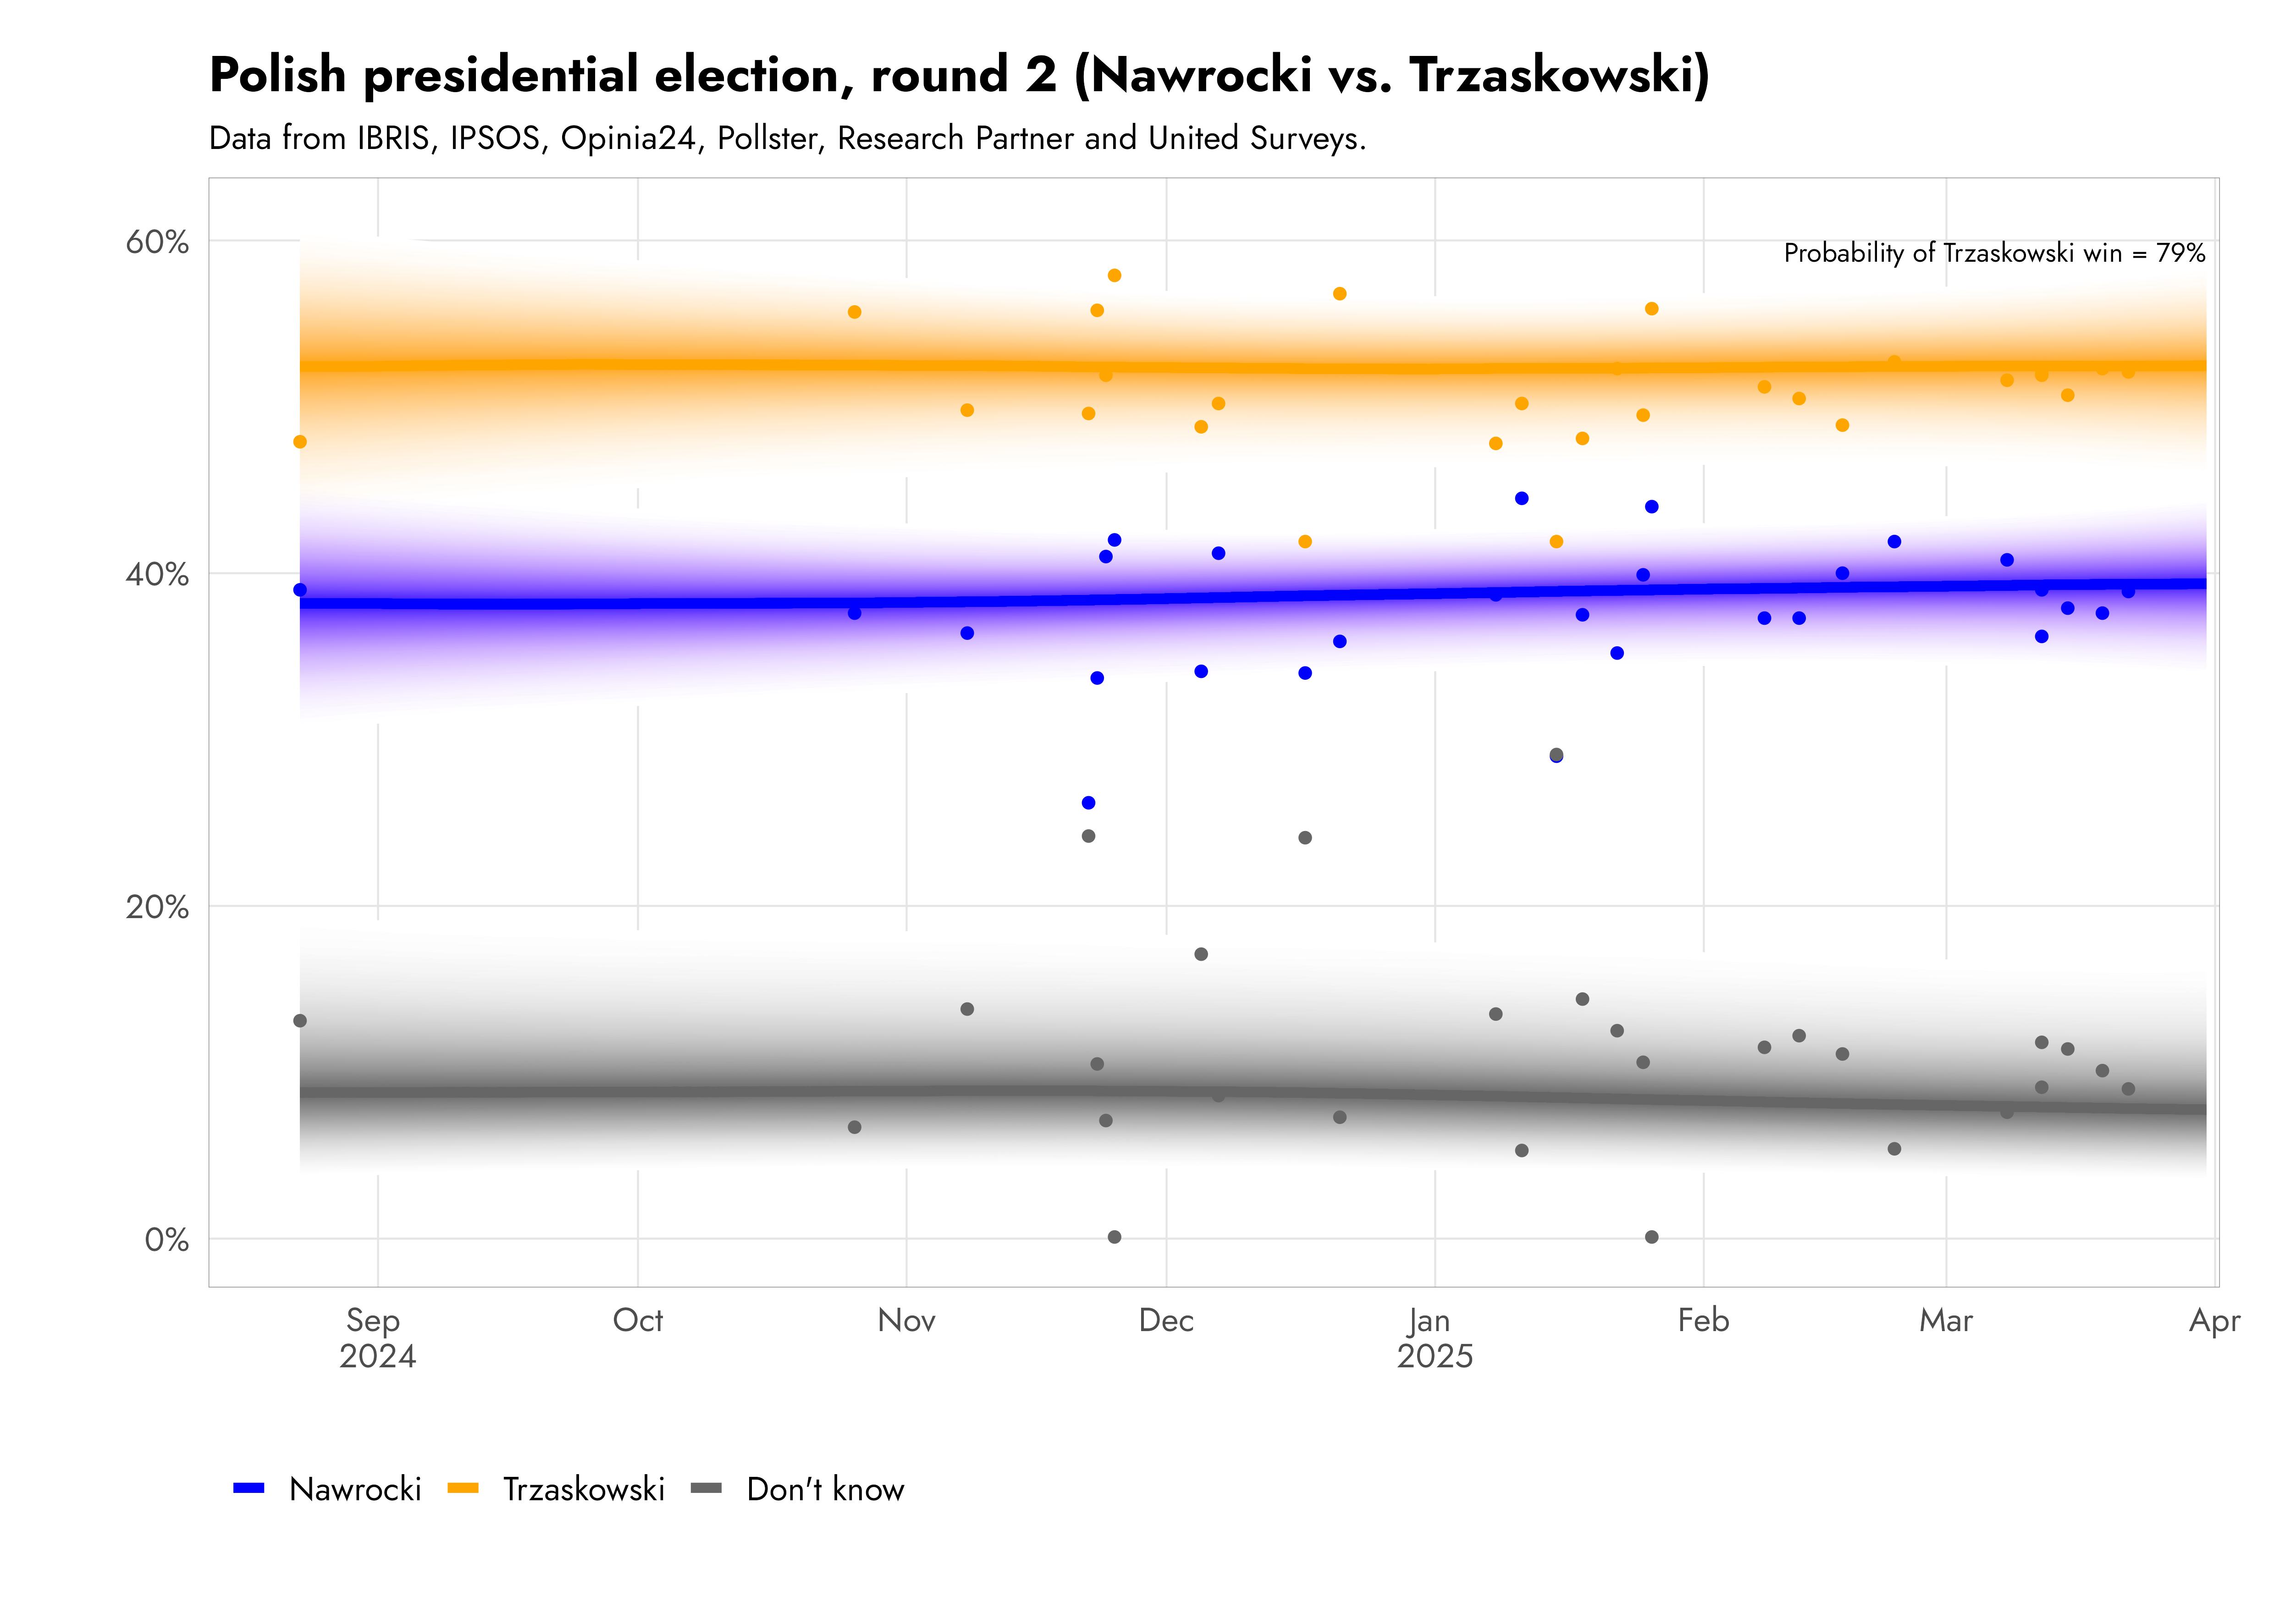 Polish presidential election, round 2 (Nawrocki vs. Trzaskowski)
Data from IBRIS, IPSOS, Opinia24, Pollster, Research Partner and United Surveys.
60%
Probability of Trzaskowski win = 79%
40%
20%
0%
Sep Oct Nov Dec Jan Feb Mar Apr
2024 2025
Nawrocki Trzaskowski Don't know